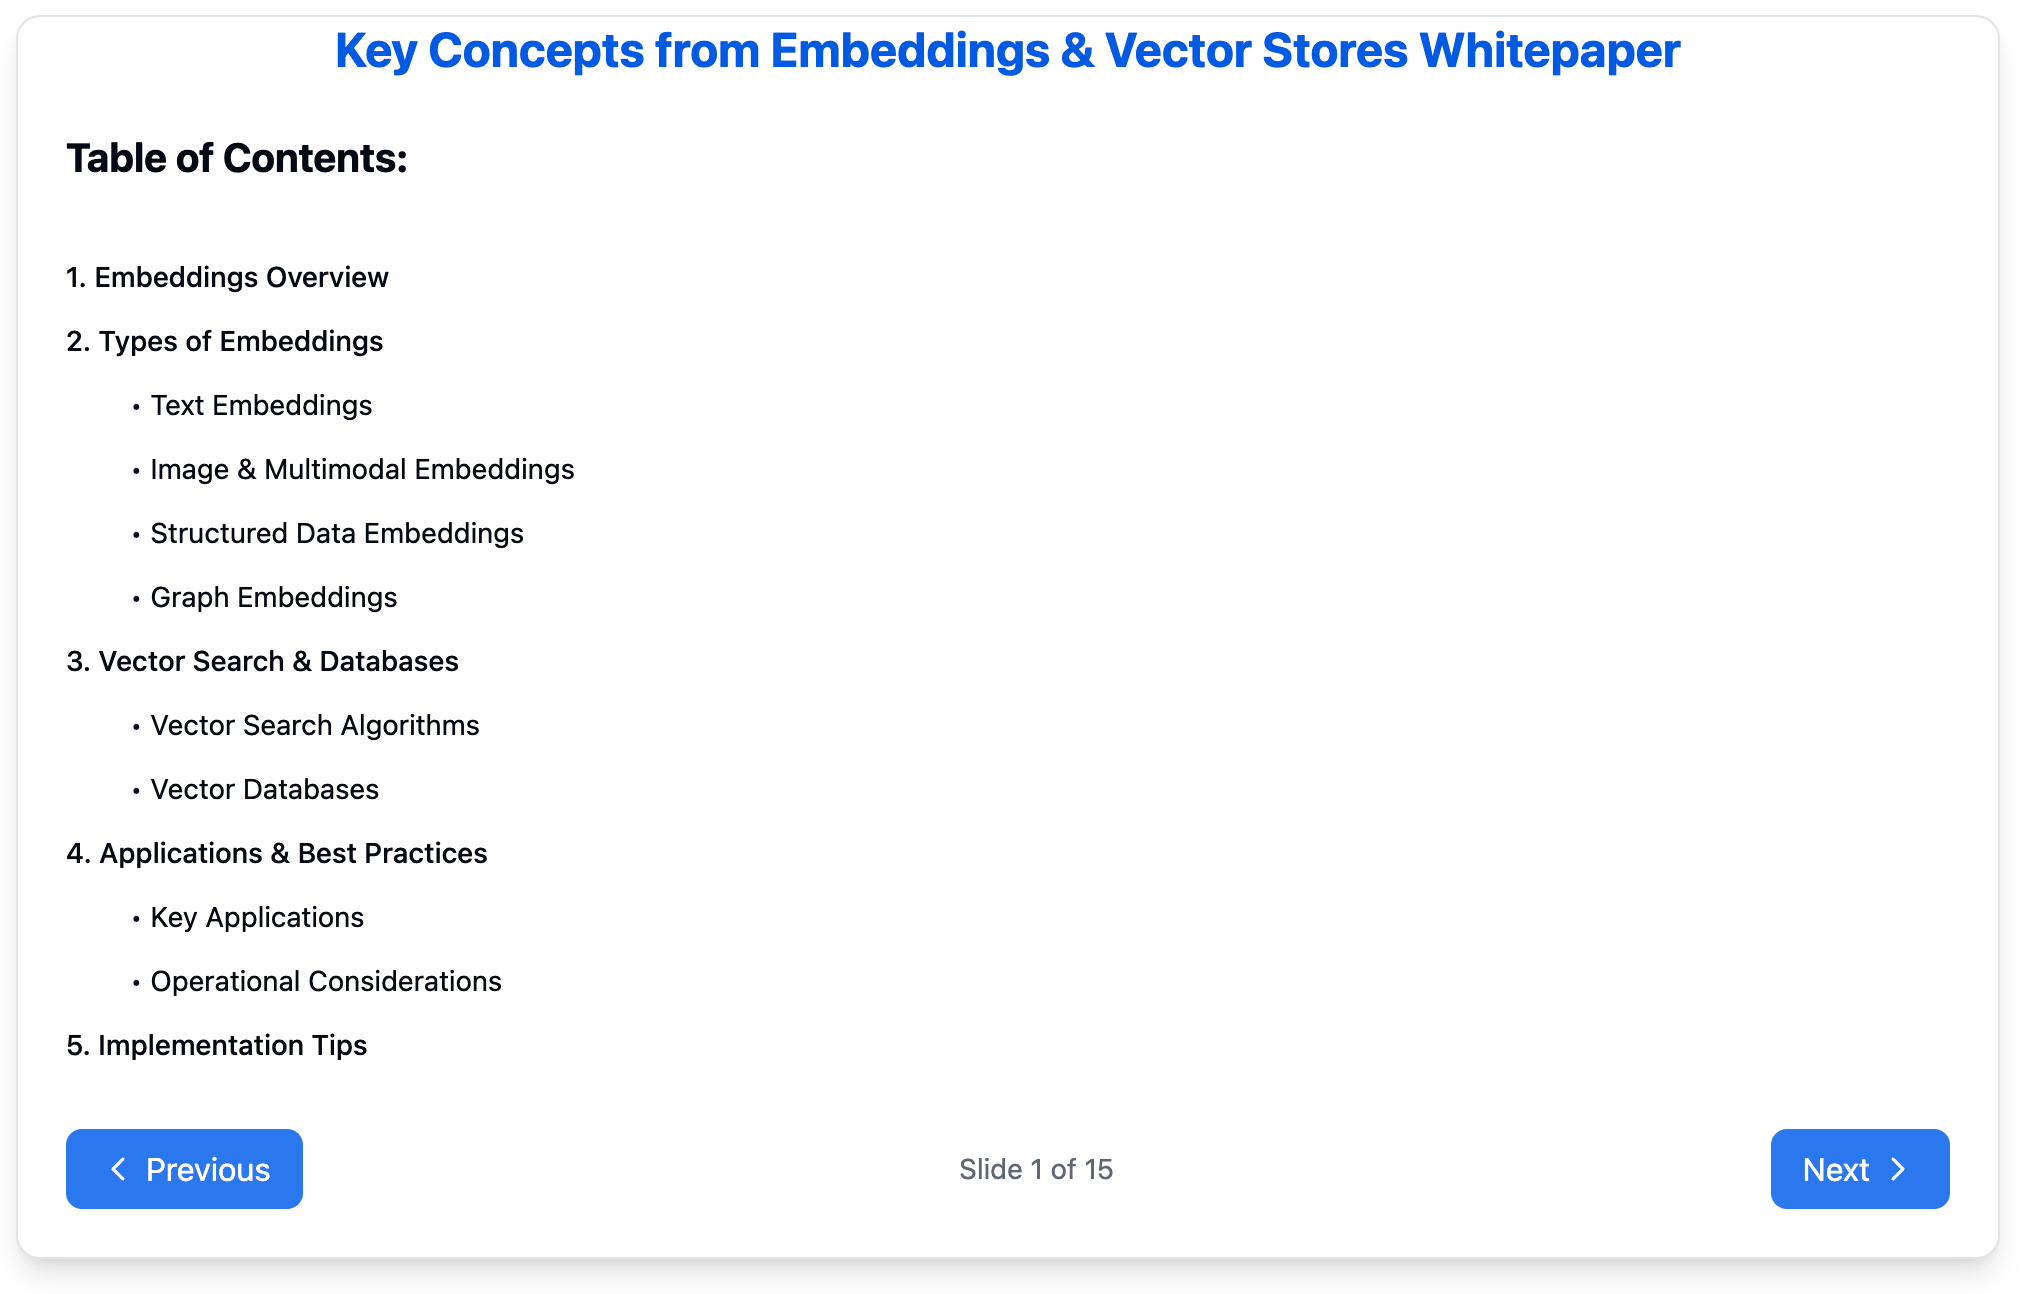 Key Concepts from Embeddings & Vector Stores Whitepaper
Table of Contents:
1. Embeddings Overview
2. Types of Embeddings
• Text Embeddings
• Image & Multimodal Embeddings
• Structured Data Embeddings
• Graph Embeddings
3. Vector Search & Databases
• Vector Search Algorithms
• Vector Databases
4. Applications & Best Practices
• Key Applications
• Operational Considerations
5. Implementation Tips
Previous
Slide 1 of 15
Next